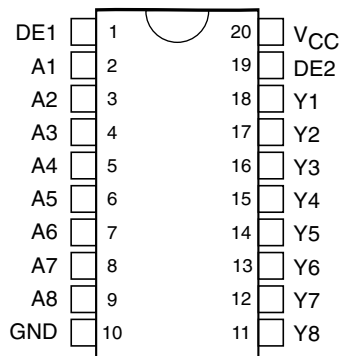 DE1 1 20 VCC
A1 2 19 DE2
A2 3 18 Y1
A3 4 17 Y2
A4 5 16 Y3
A5 6 15 Y4
A6 7 14 Y5
A7 8 13 Y6
A8 9 12 Y7
GND 10 11 Y8